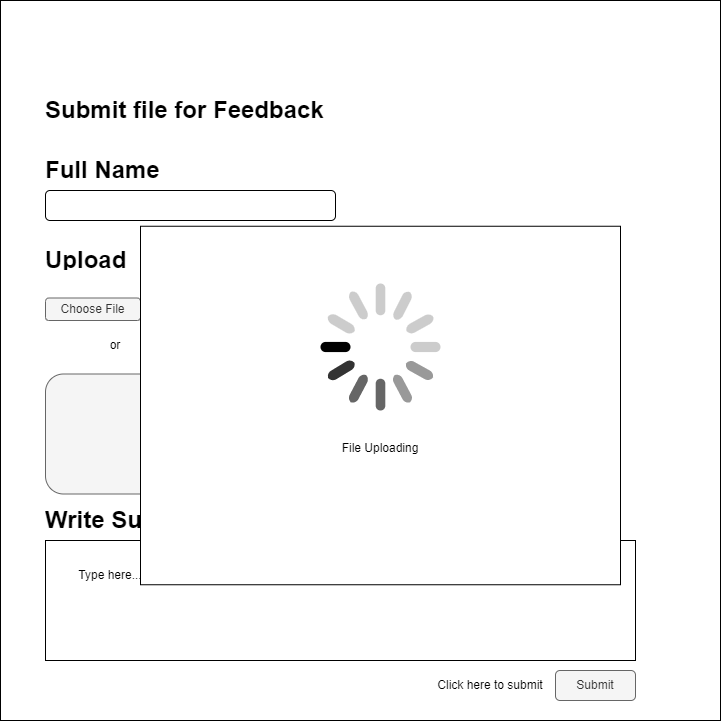 Submit file for Feedback
Full Name
Upload
Choose File
or
File Uploading
Write Su
Type here...
Click here to submit
Submit